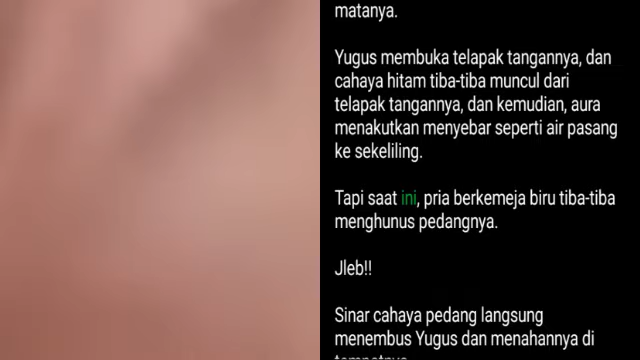 matanya.
Yugus membuka telapak tangannya, dan
cahaya hitam tiba-tiba muncul dari
telapak tangannya, dan kemudian, aura
menakutkan menyebar seperti air pasang
ke sekeliling.
Tapi saat ini, pria berkemeja biru tiba-tiba
menghunus pedangnya.
Jleb!!
Sinar cahaya pedang langsung
menembus Yugus dan menahannya di